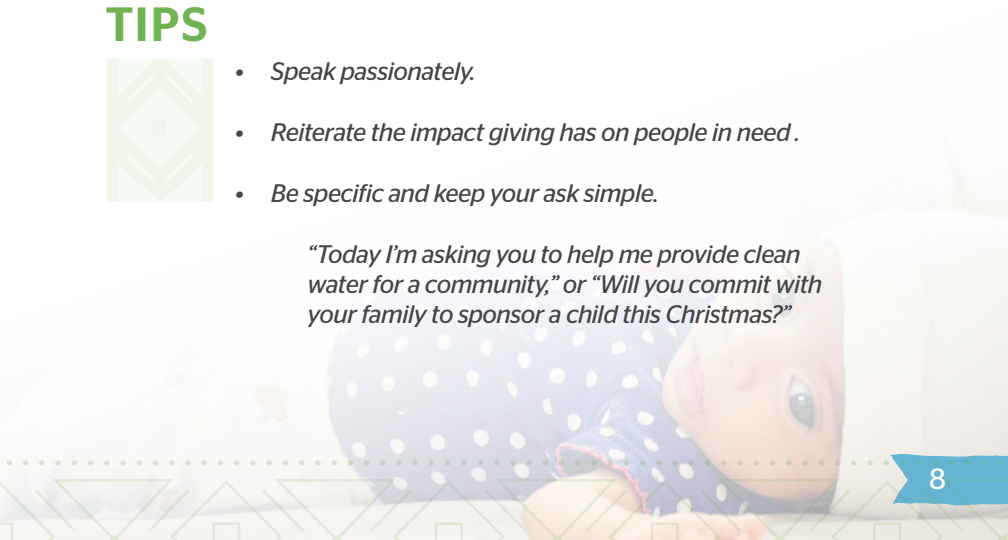 TIPS
• Speak passionately.
• Reiterate the impact giving has on people in need .
• Be specific and keep your ask simple.
“Today I’m asking you to help me provide clean
water for a community,” or “Will you commit with
your family to sponsor a child this Christmas?”
8